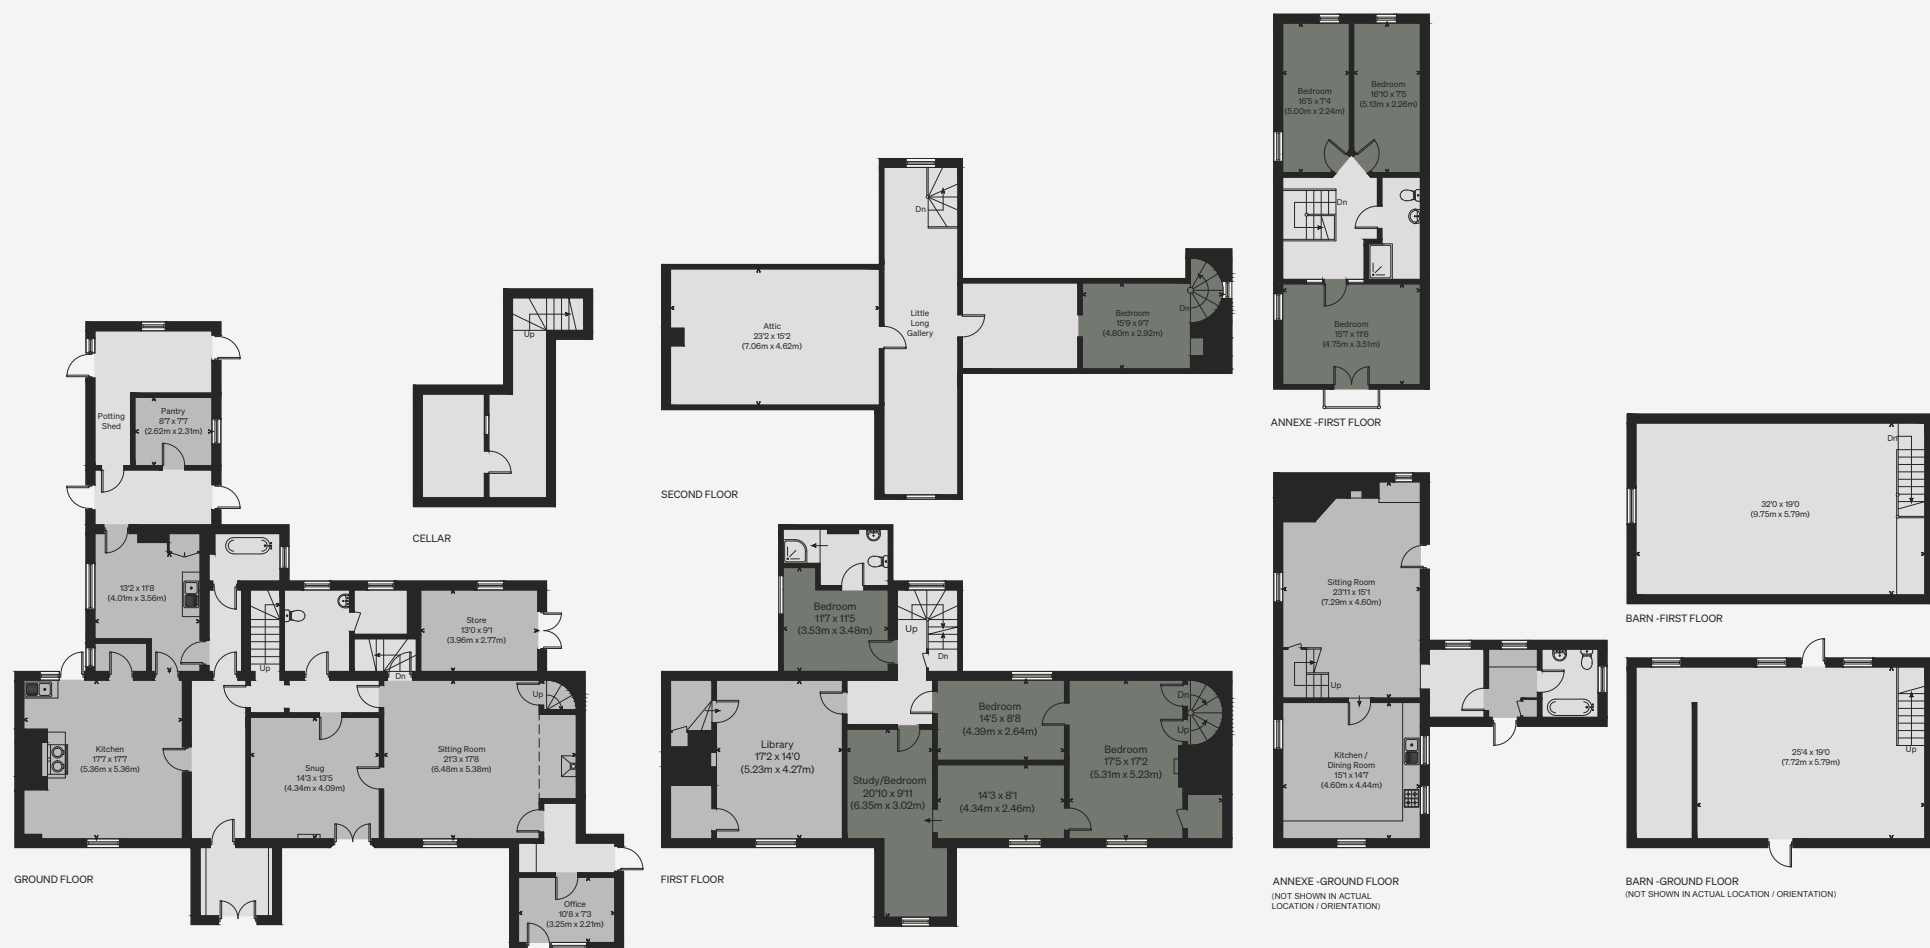 Potting
Shed
Pantry
8'7 x 7'7
(2.62m x 2.31m)
13'2 x 11'8
(4.01m x 3.56m)
Store
13'0 x 9'1
(3.96m x 2.77m)
Up
Dn
Up
Kitchen
17'7 x 17'7
(5.36m x 5.36m)
Snug
14'3 x 13'5
(4.34m x 4.09m)
Sitting Room
21'3 x 17'8
(6.48m x 5.38m)
Office
10'8 x 7'3
(3.25m x 2.21m)
GROUND FLOOR
Up
CELLAR
Dn
Attic
23'2 x 15'2
(7.06m x 4.62m)
Little
Long
Gallery
Bedroom
15'9 x 9'7
(4.80m x 2.92m)
Dn
SECOND FLOOR
Bedroom
11'7 x 11'5
(3.53m x 3.48m)
Up
Dn
Library
17'2 x 14'0
(5.23m x 4.27m)
Study/Bedroom
20'10 x 9'11
(6.35m x 3.02m)
Bedroom
14'5 x 8'8
(4.39m x 2.64m)
14'3 x 8'1
(4.34m x 2.46m)
Bedroom
17'5 x 17'2
(5.31m x 5.23m)
Dn
Up
FIRST FLOOR
Bedroom
16'5 x 7'4
(5.00m x 2.24m)
Bedroom
16'10 x 7'5
(5.13m x 2.26m)
Dn
Bedroom
15'7 x 11'6
(4.75m x 3.51m)
ANNEXE -FIRST FLOOR
Sitting Room
23'11 x 15'1
(7.29m x 4.60m)
Up
Kitchen /
Dining Room
15'1 x 14'7
(4.60m x 4.44m)
ANNEXE -GROUND FLOOR
(NOT SHOWN IN ACTUAL
LOCATION / ORIENTATION)
Dn
32'0 x 19'0
(9.75m x 5.79m)
BARN -FIRST FLOOR
25'4 x 19'0
(7.72m x 5.79m)
Up
BARN -GROUND FLOOR
(NOT SHOWN IN ACTUAL LOCATION / ORIENTATION)